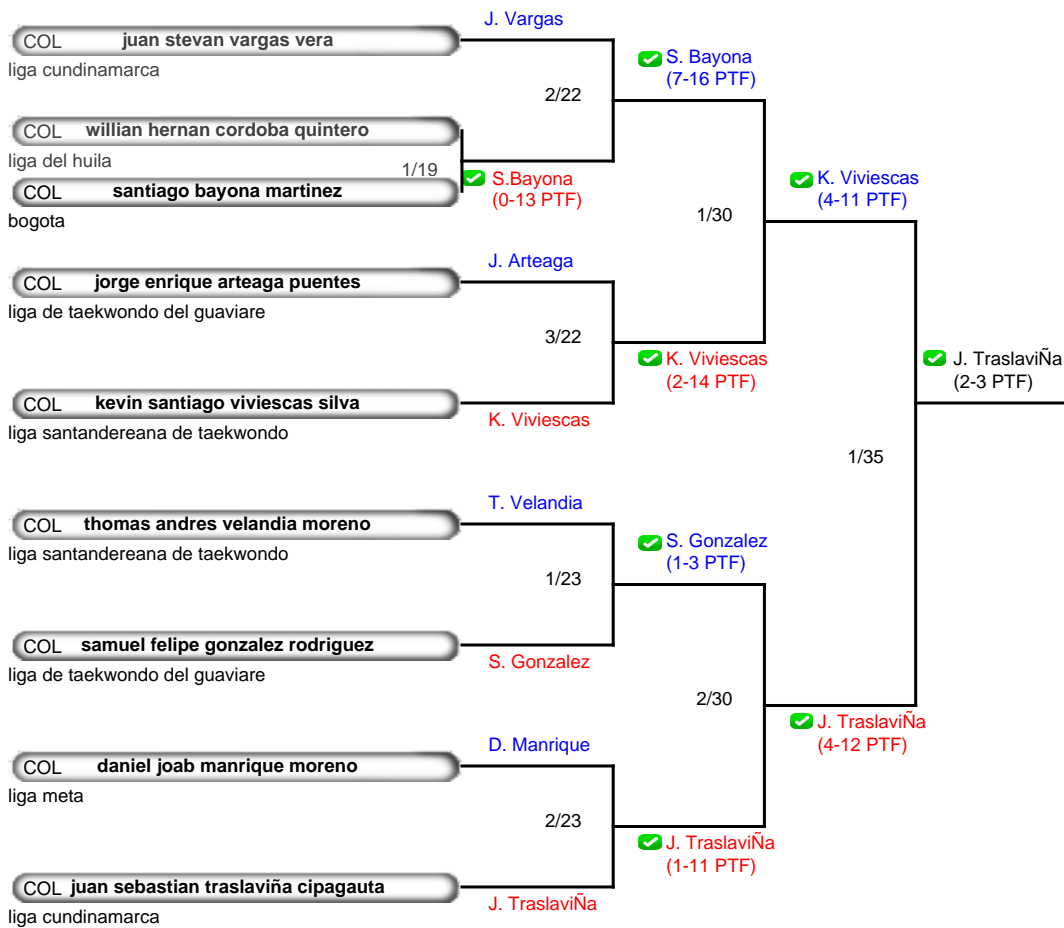 J. Vargas
COL juan stevan vargas vera
liga cundinamarca
S. Bayona
(7-16 PTF)
2/22
COL willian hernan cordoba quintero
liga del huila
1/19
S.Bayona
(0-13 PTF)
COL santiago bayona martinez
bogota
K. Viviescas
(4-11 PTF)
1/30
J. Arteaga
COL jorge enrique arteaga puentes
liga de taekwondo del guaviare
3/22
K. Viviescas
(2-14 PTF)
COL kevin santiago viviescas silva
liga santandereana de taekwondo
K. Viviescas
J. TraslaviÑa
(2-3 PTF)
1/35
T. Velandia
COL thomas andres velandia moreno
liga santandereana de taekwondo
S. Gonzalez
(1-3 PTF)
1/23
COL samuel felipe gonzalez rodriguez
liga de taekwondo del guaviare
S. Gonzalez
2/30
J. TraslaviÑa
(4-12 PTF)
D. Manrique
COL daniel joab manrique moreno
liga meta
2/23
J. TraslaviÑa
(1-11 PTF)
COL juan sebastian traslaviña cipagauta
liga cundinamarca
J. TraslaviÑa